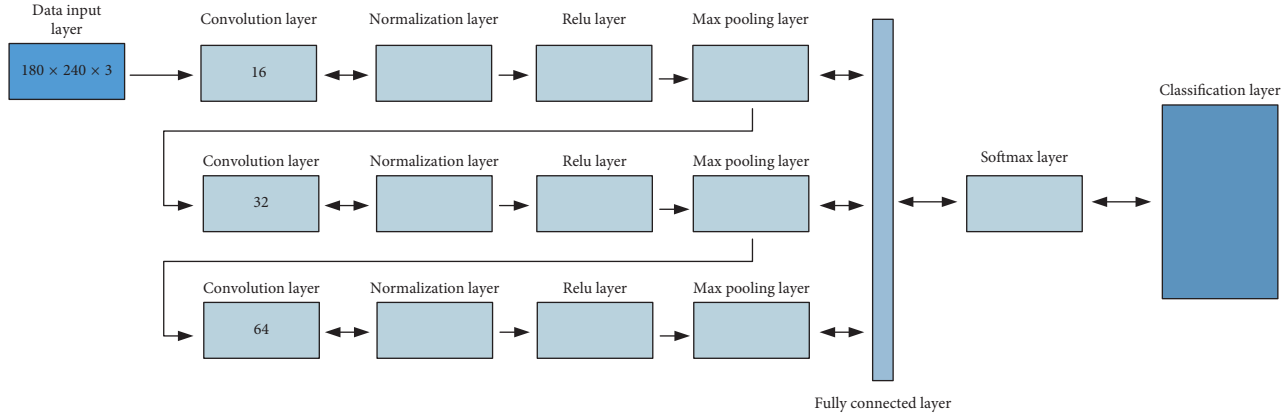 Data input
layer
Convolution layer
Normalization layer
Relu layer
Max pooling layer
180 × 240 × 3
16
Classification layer
Convolution layer
Normalization layer
Relu layer
Max pooling layer
Softmax layer
32
Convolution layer
Normalization layer
Relu layer
Max pooling layer
64
Fully connected layer